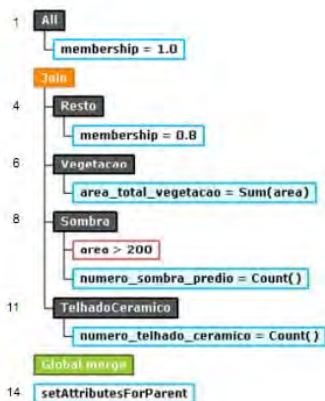 1 All
membership = 1.0
Join
4 Resto
membership = 0.8
6 Vegetacao
area_total_vegetacao = Sum(area)
8 Sombra
area > 200
numero_sombra_predio = Count()
11 TelhadoCeramico
numero_telhado_ceramico = Count()
Global merge
14 setAttributesForParent